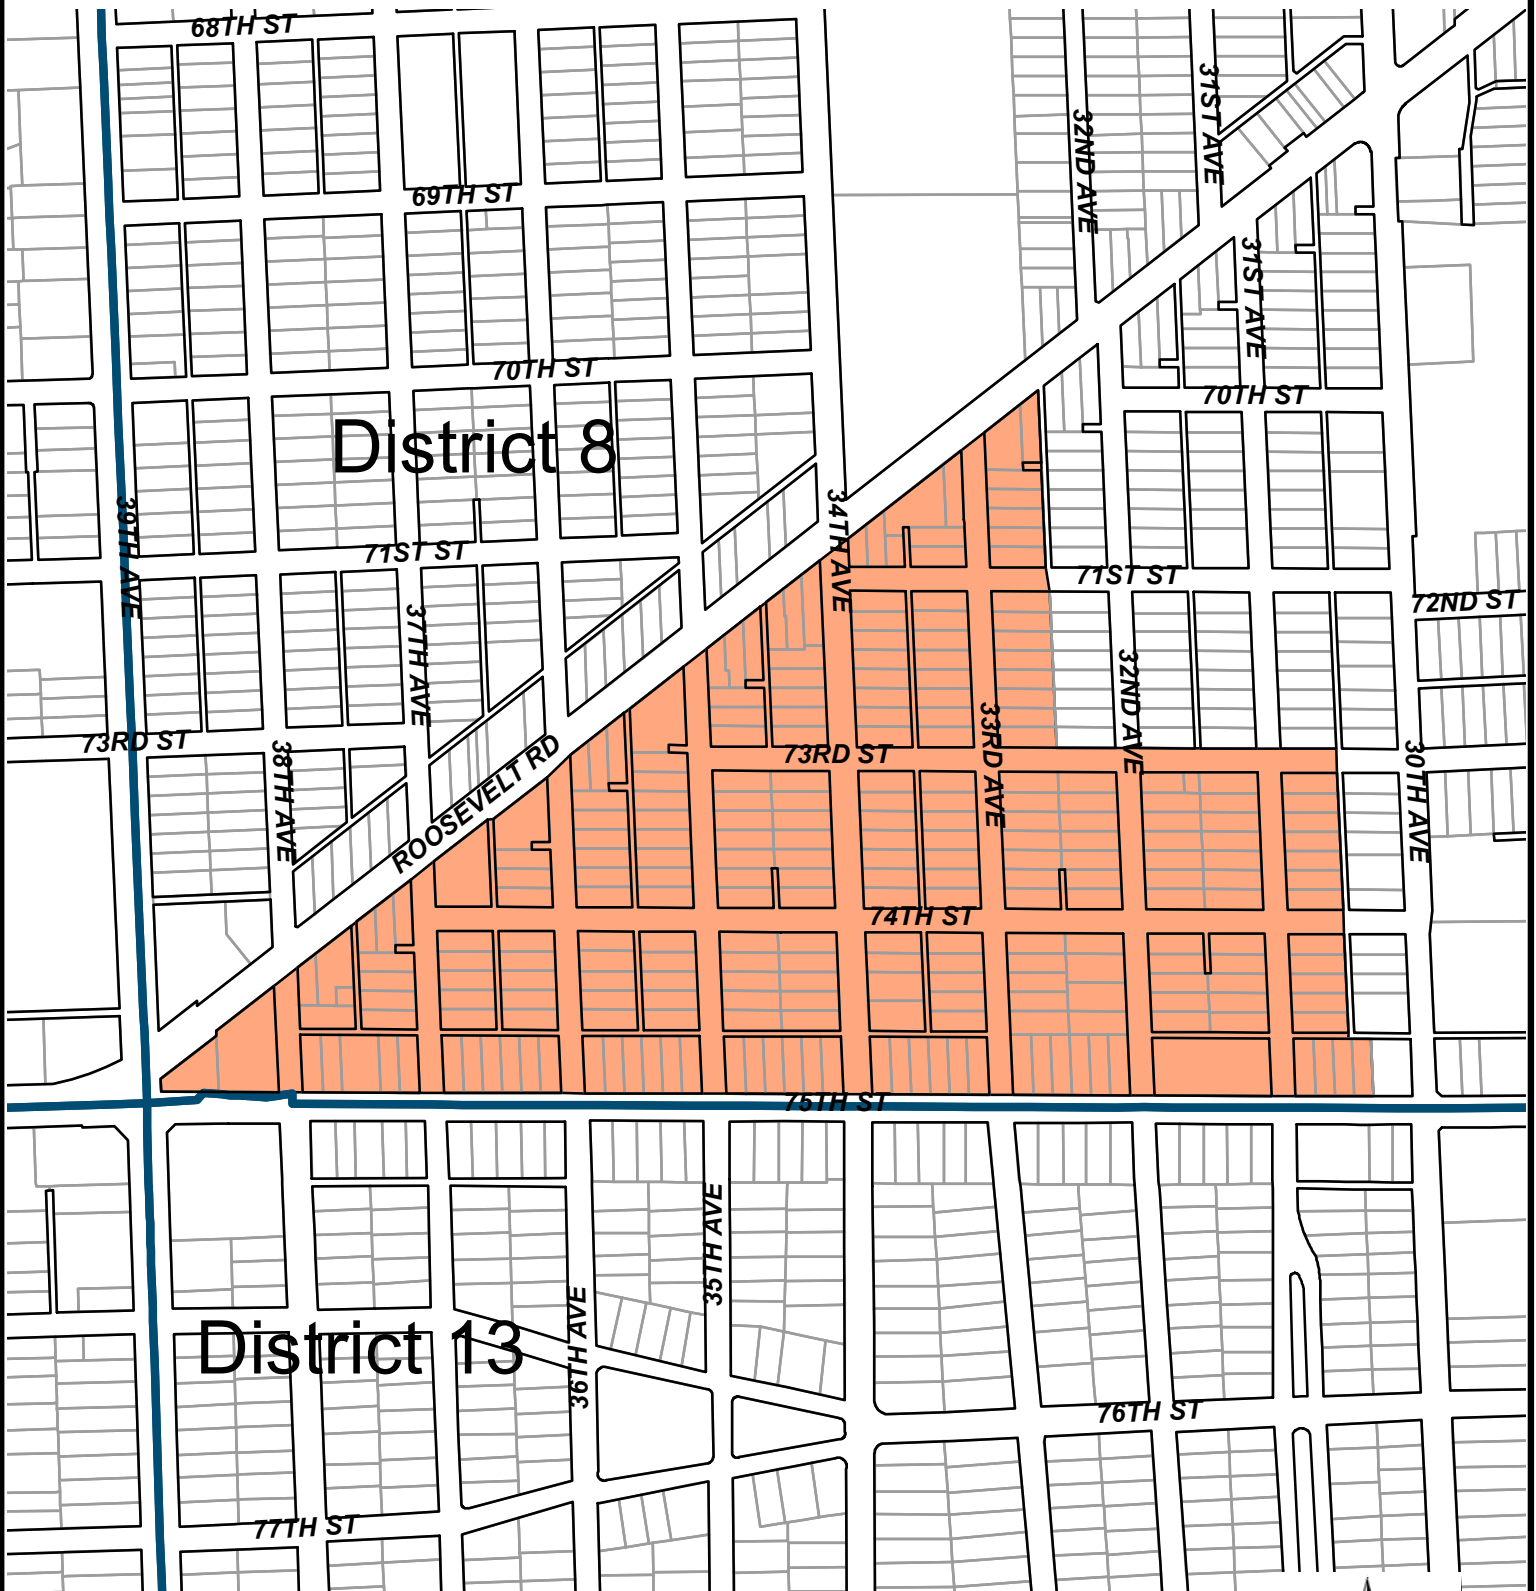 68TH ST
31ST AVE
32ND AVE
69TH ST
31ST AVE
70TH ST
70TH ST
District 8
39TH AVE
34TH AVE
71ST ST
71ST ST
72ND ST
37TH AVE
32ND AVE
33RD AVE
73RD ST
38TH AVE
ROOSEVELT RD
73RD ST
30TH AVE
74TH ST
75TH ST
35TH AVE
36TH AVE
District 13
76TH ST
77TH ST